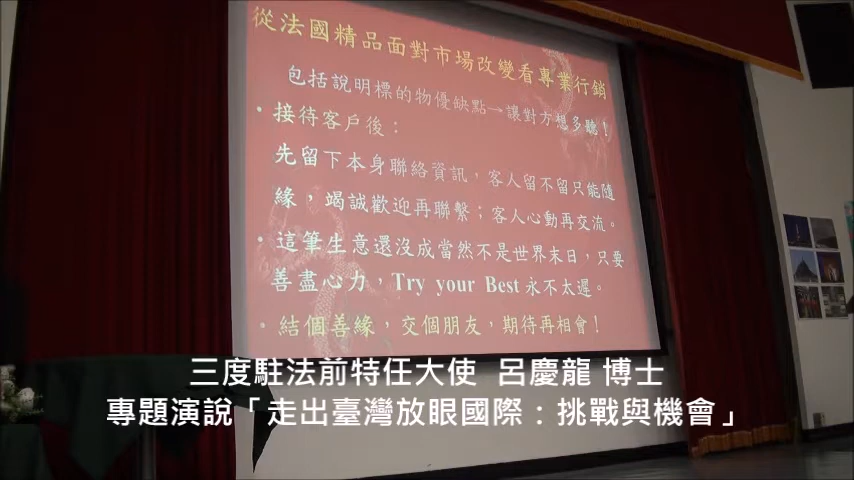 從法國精品面對市場改變看專業行銷
包括說明標的物優缺點→讓對方想多聽！
・接待客戶後：
先留下本身聯絡資訊，客人留不留只能隨
緣，竭誠歡迎再聯繫；客人心動再交流。
・這筆生意還沒成當然不是世界末日，只要
善盡心力，Try your Best 永不太遲。
・結個善緣，交個朋友，期待再相會！
三度駐法前特任大使 呂慶龍 博士
專題演說「走出臺灣放眼國際：挑戰與機會」